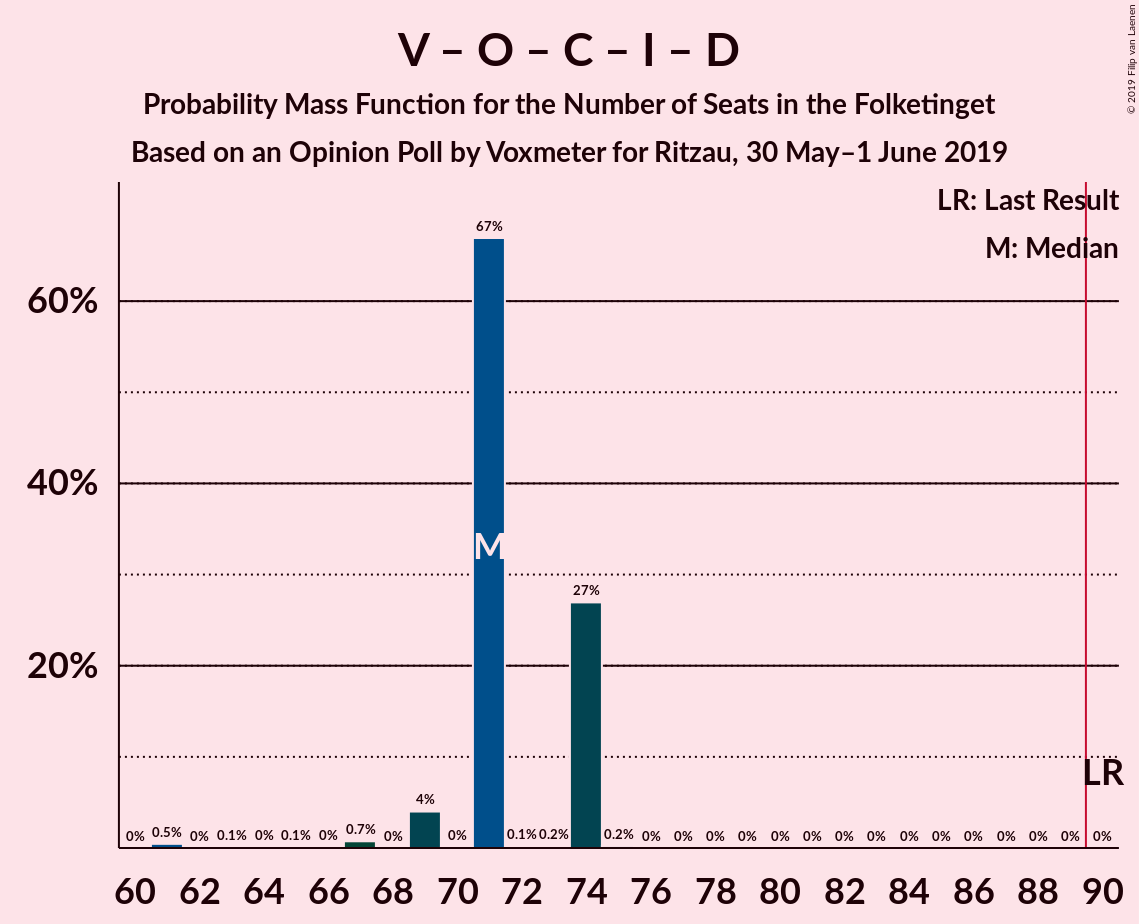 V – O – C – I – D
Probability Mass Function for the Number of Seats in the Folketinget
Based on an Opinion Poll by Voxmeter for Ritzau, 30 May–1 June 2019
© 2019 Filip van Laenen
LR: Last Result
M: Median
60%
40%
20%
67%
M
27%
LR
4%
0% 0.5% 0% 0.1% 0% 0.1% 0% 0.7% 0% 0% 0.1% 0.2% 0.2% 0% 0% 0% 0% 0% 0% 0% 0% 0% 0% 0% 0% 0% 0% 0%
60 62 64 66 68 70 72 74 76 78 80 82 84 86 88 90